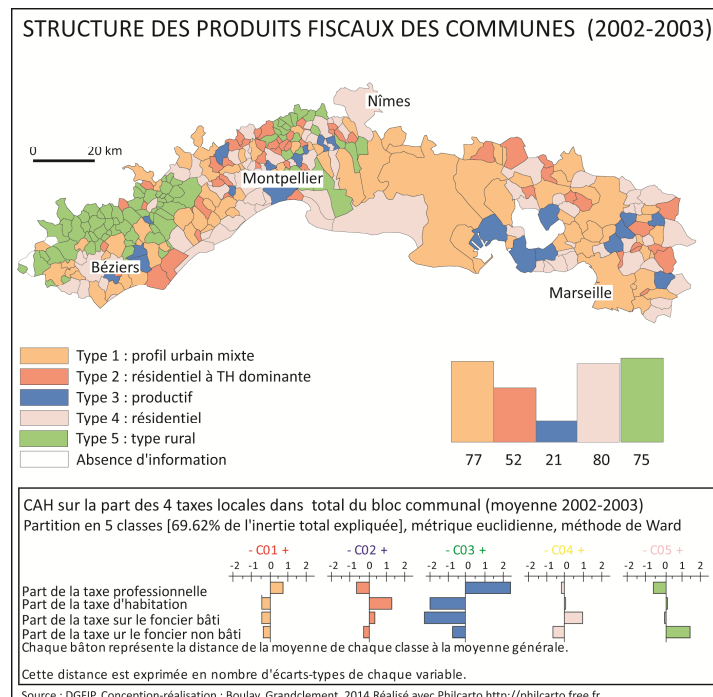 STRUCTURE DES PRODUITS FISCAUX DES COMMUNES (2002-2003)
Nîmes
0 20 km
Montpellier
Béziers
Marseille
Type 1 : profil urbain mixte
Type 2 : résidentiel à TH dominante
Type 3 : productif
Type 4 : résidentiel
Type 5 : type rural
Absence d'information
77 52 21 80 75
CAH sur la part des 4 taxes locales dans total du bloc communal (moyenne 2002-2003)
Partition en 5 classes [69.62% de l'inertie total expliquée], métrique euclidienne, méthode de Ward
- C01 + - C02 + - C03 + - C04 + - C05 +
-2 0 1 2 -2 0 1 2 -2 0 1 2 -2 0 1 2 -2 0 1 2
Part de la taxe professionnelle
Part de la taxe d'habitation
Part de la taxe sur le foncier bâti
Part de la taxe ur le foncier non bâti
Chaque bâton représente la distance de la moyenne de chaque classe à la moyenne générale.
Cette distance est exprimée en nombre d'écarts-types de chaque variable.
Source : DGFIP. Conception-réalisation : Boulay, Grandclement, 2014 Réalisé avec Philcarto http://philcarto.free.fr